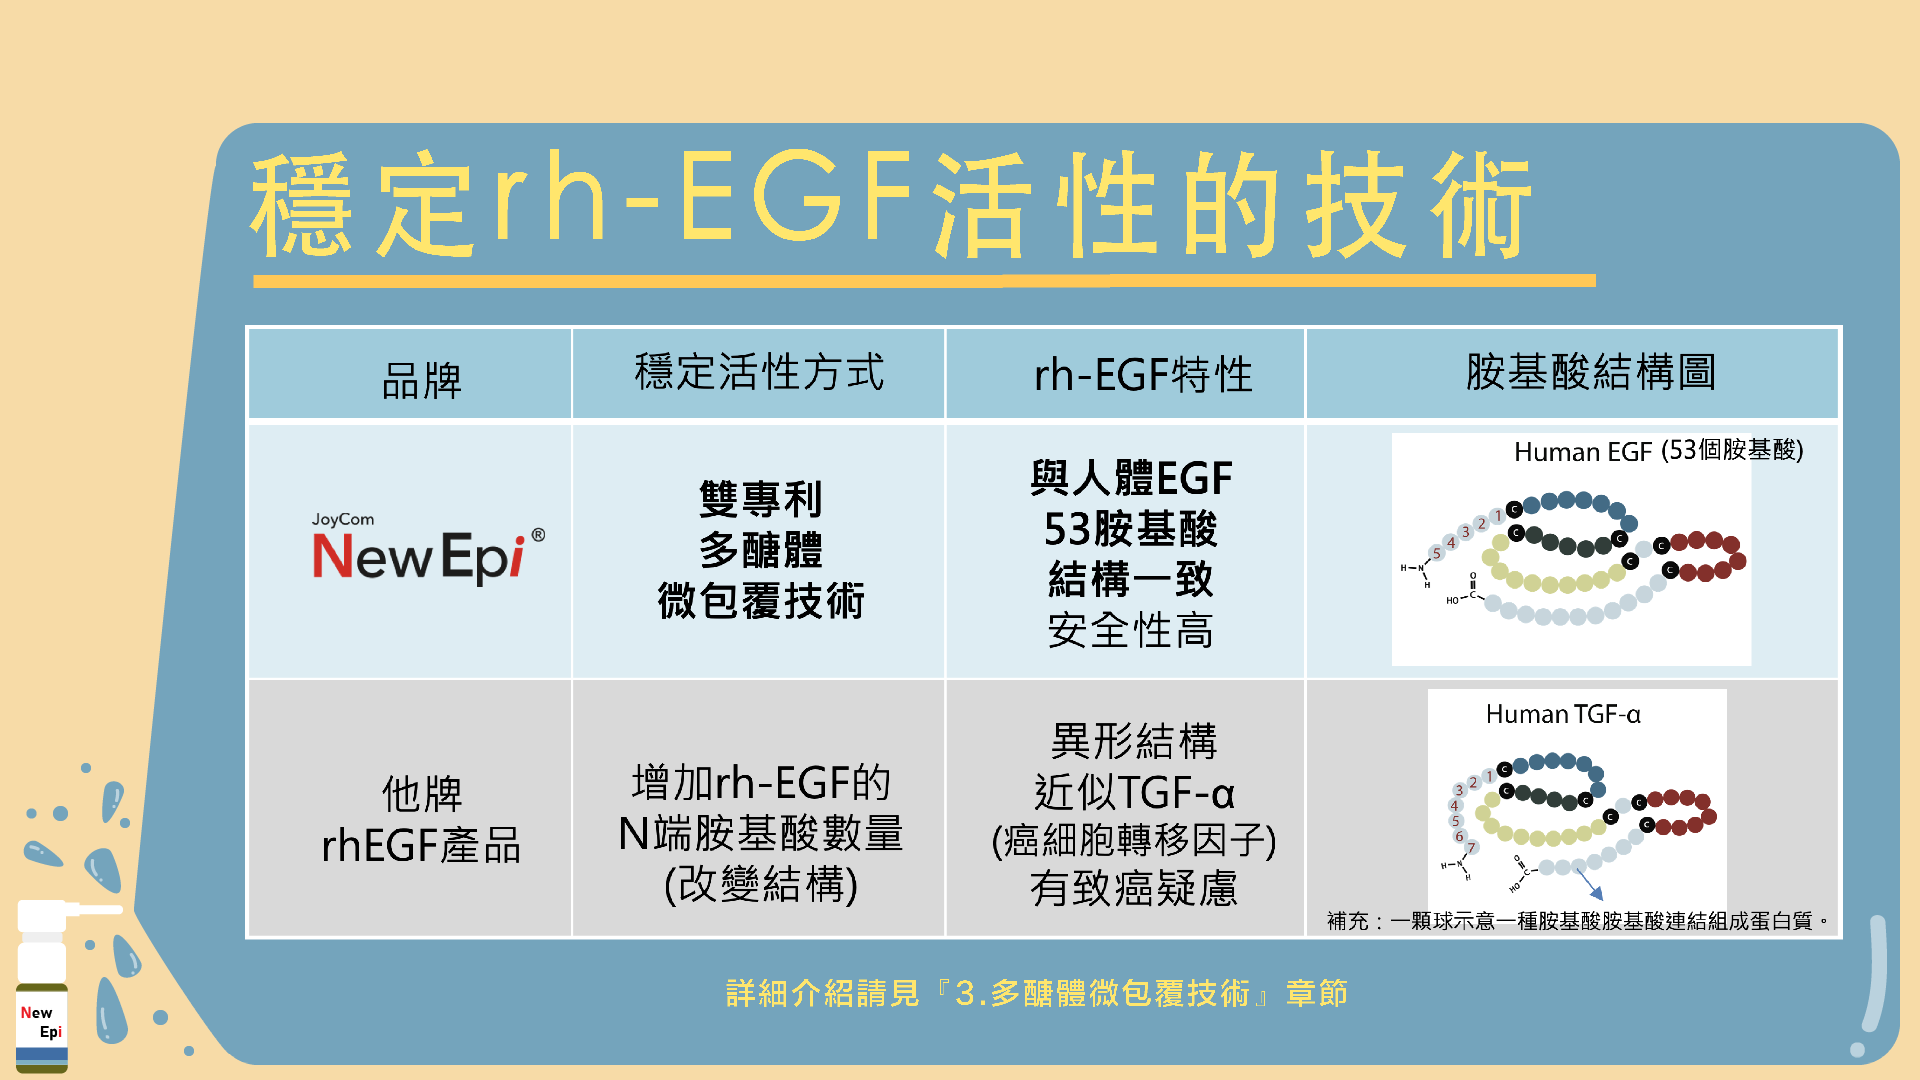 穩定rh-EGF活性的技術
品牌
穩定活性方式
rh-EGF特性
胺基酸結構圖
JoyCom
NewEpi®
雙專利
多醣體
微包覆技術
與人體EGF
53胺基酸
結構一致
安全性高
Human EGF (53個胺基酸)
1
2
3
4
5
C
C
C
C
C
C
H-N
H
O
HO-C
他牌
rhEGF產品
增加rh-EGF的
N端胺基酸數量
(改變結構)
異形結構
近似TGF-α
(癌細胞轉移因子)
有致癌疑慮
Human TGF-α
1
2
3
4
5
6
7
C
C
C
C
C
C
H-N
H
O
HO-C
補充：一顆球示意一種胺基酸胺基酸連結組成蛋白質。
詳細介紹請見『3.多醣體微包覆技術』章節
New
Epi